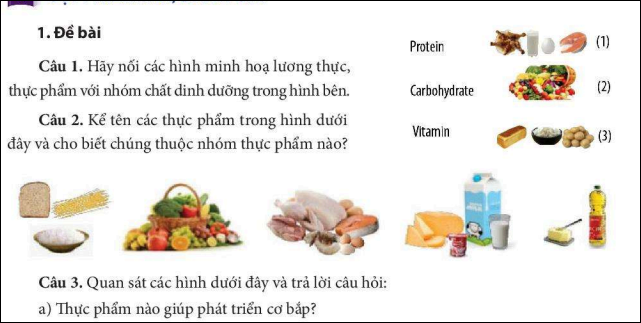 1. Đề bài
Câu 1. Hãy nối các hình minh hoạ lương thực,
thực phẩm với nhóm chất dinh dưỡng trong hình bên.
Câu 2. Kể tên các thực phẩm trong hình dưới
đây và cho biết chúng thuộc nhóm thực phẩm nào?
Protein
(1)
Carbohydrate
(2)
Vitamin
(3)
Câu 3. Quan sát các hình dưới đây và trả lời câu hỏi:
a) Thực phẩm nào giúp phát triển cơ bắp?